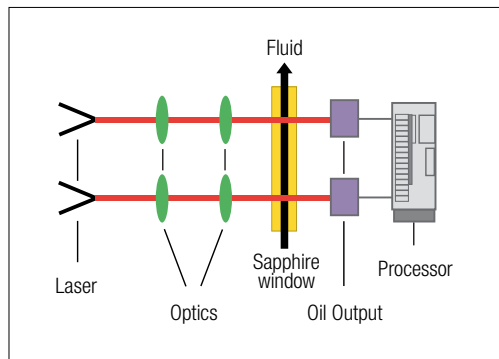 Fluid
Laser
Optics
Sapphire
window
Oil Output
Processor